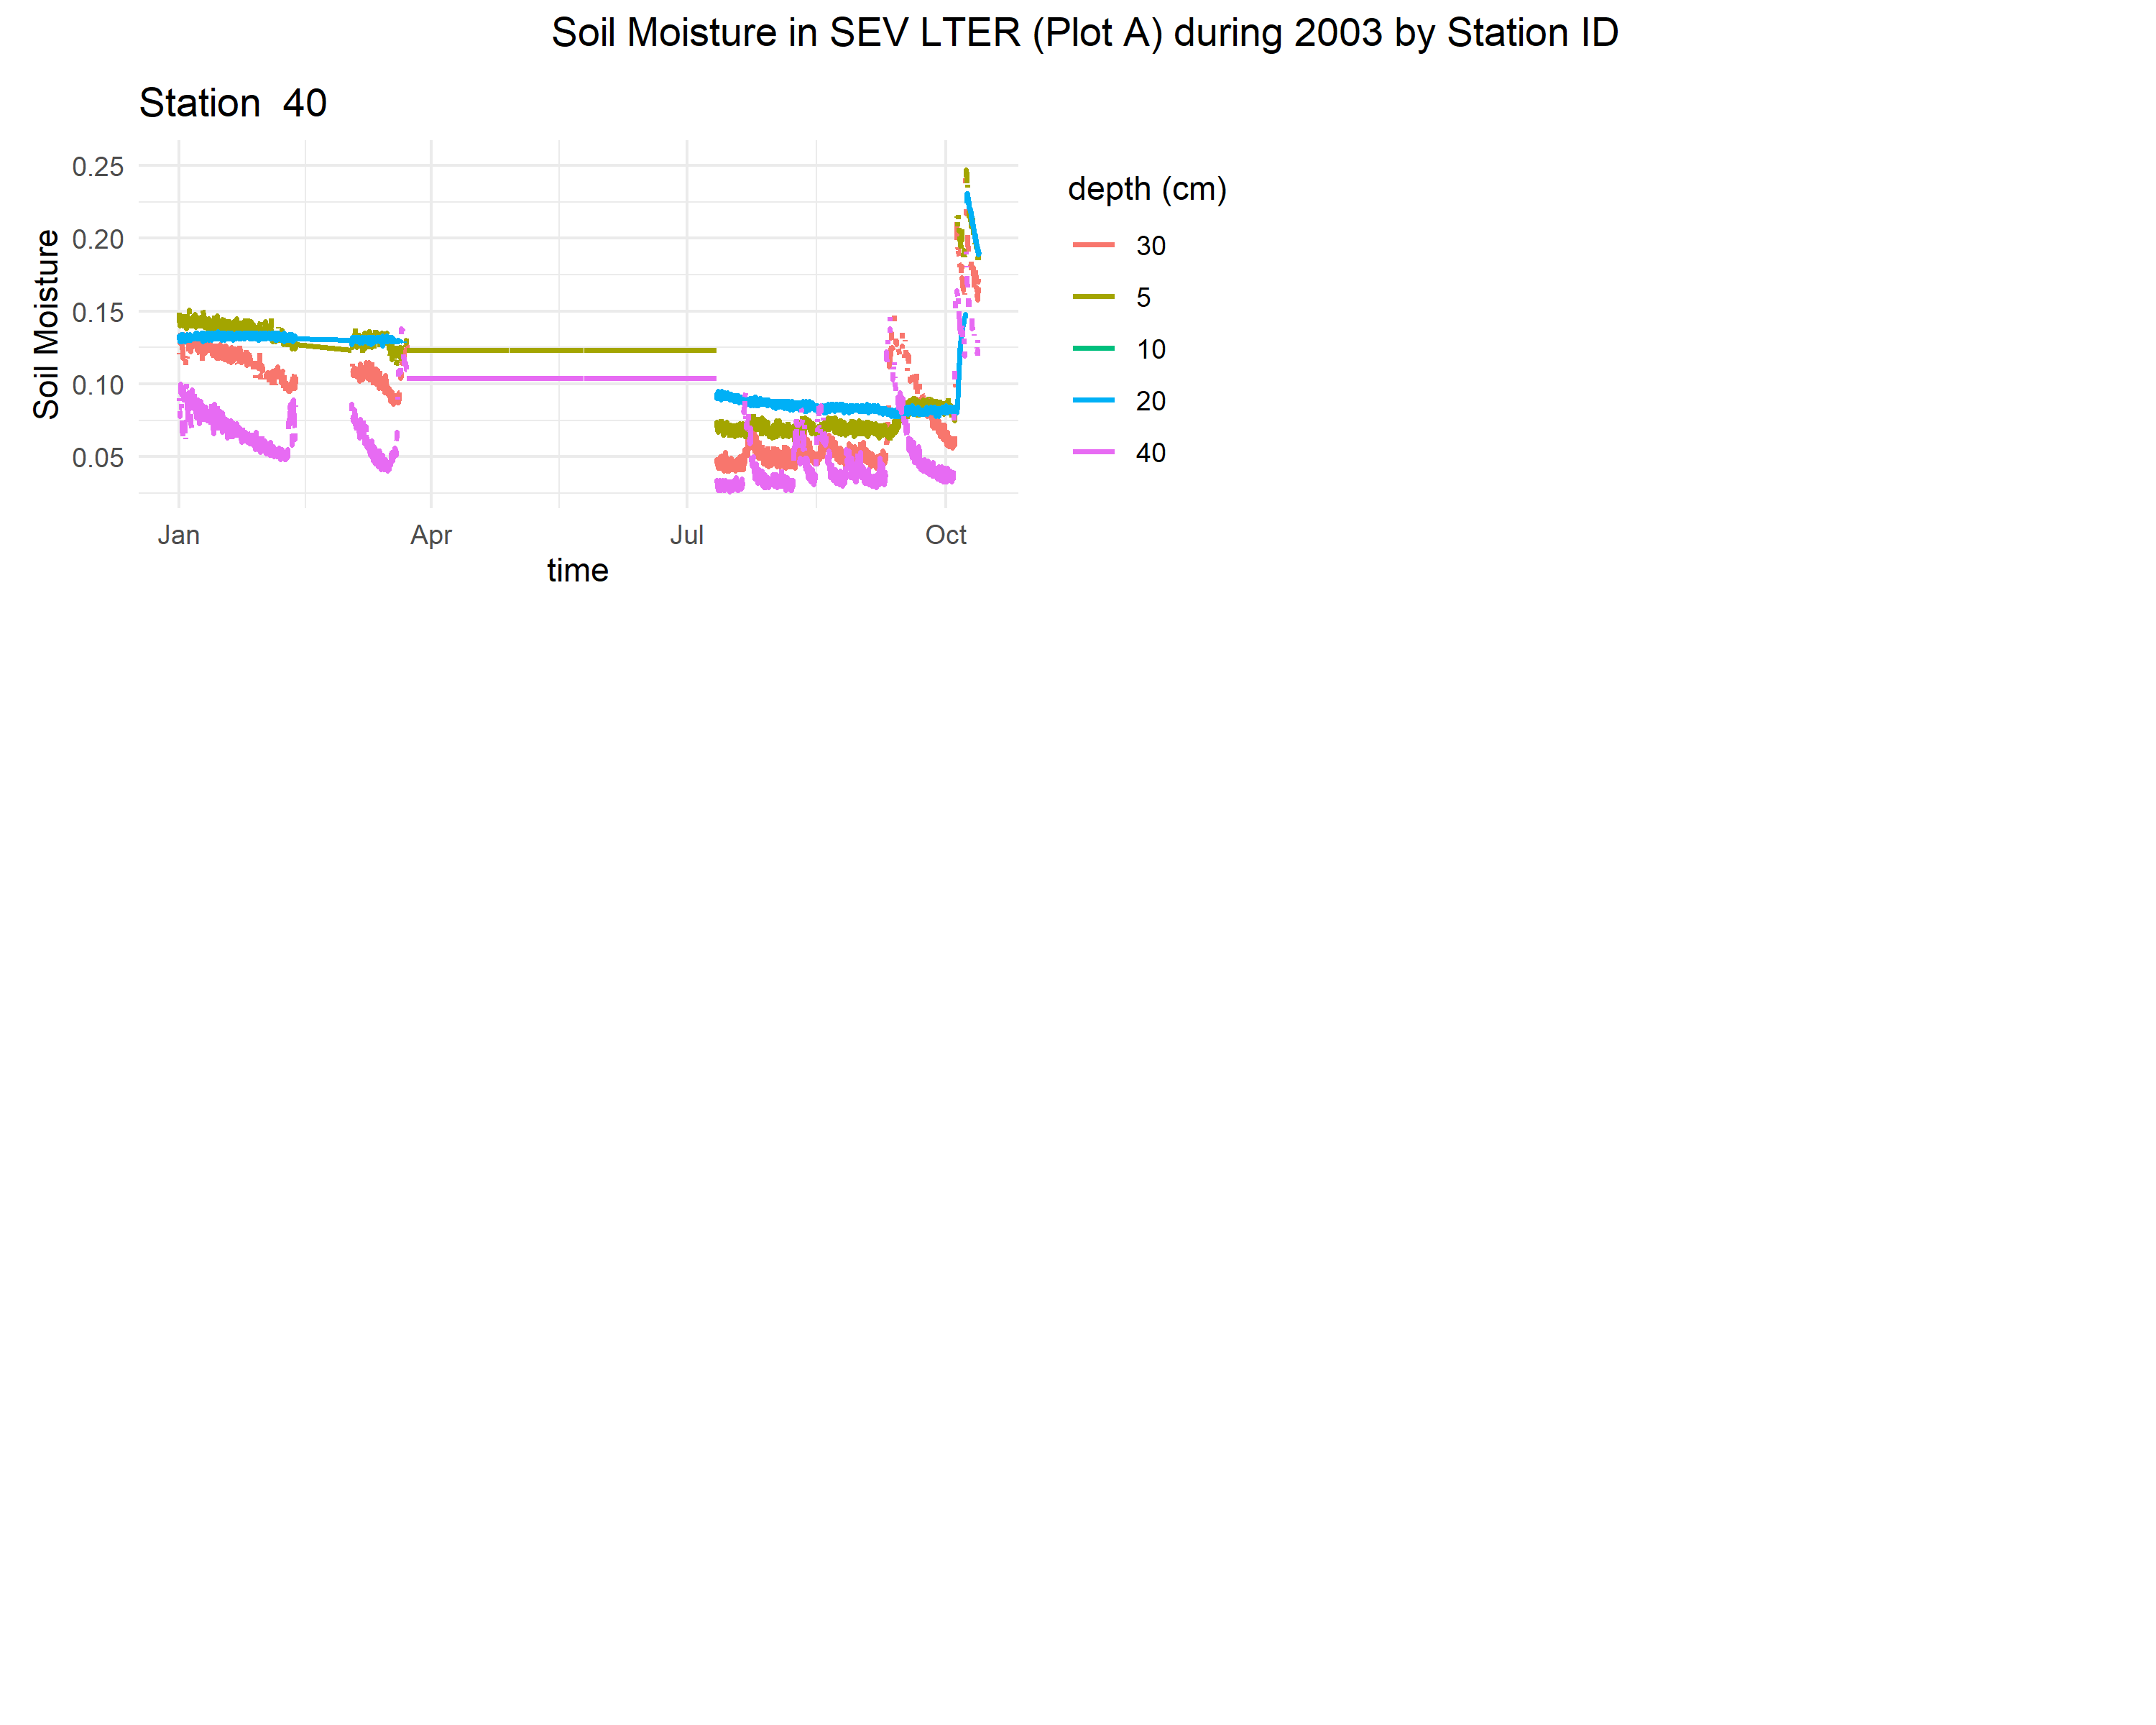 Soil Moisture in SEV LTER (Plot A) during 2003 by Station ID
Station  40
Soil Moisture
0.25
0.20
0.15
0.10
0.05
Jan Apr Jul Oct
time
depth (cm)
30
5
10
20
40